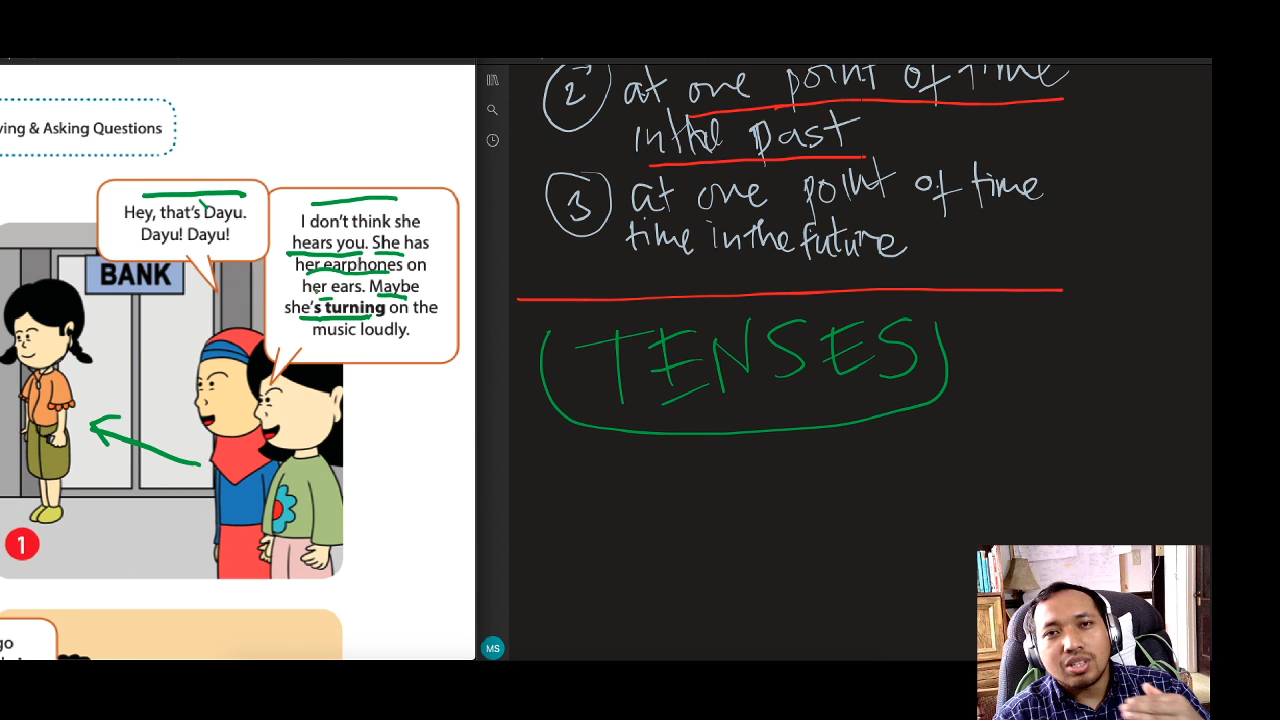 ving & Asking Questions
Hey, that's Dayu.
Dayu! Dayu!
I don't think she
hears you. She has
her earphones on
her ears. Maybe
she's turning on the
music loudly.
BANK
1
go
2 at one point of time
in the past
3 at one point of time
time in the future
TENSES
MS